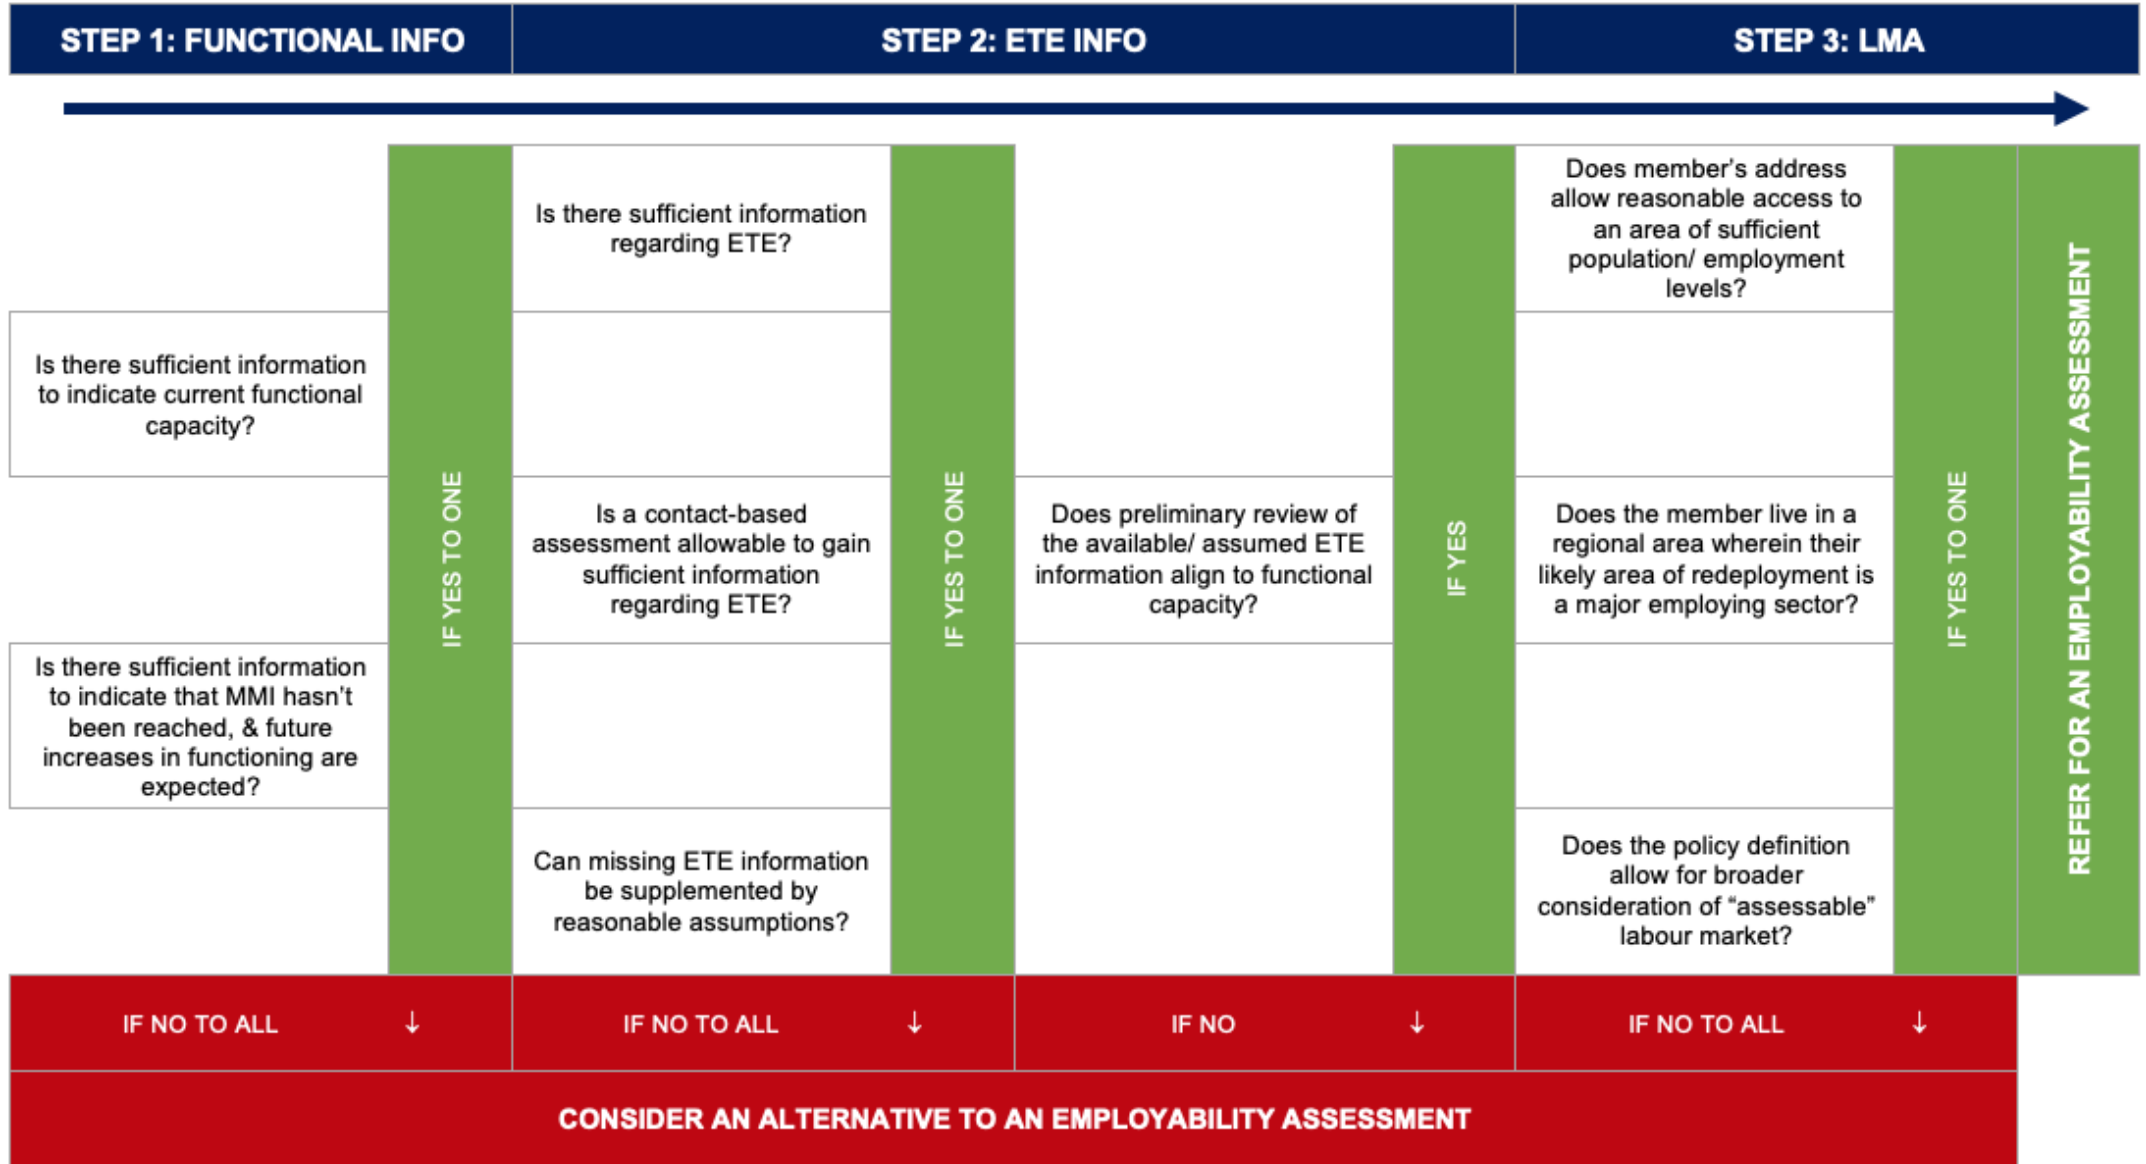 STEP 1: FUNCTIONAL INFO
STEP 2: ETE INFO
STEP 3: LMA
Is there sufficient information
to indicate current functional
capacity?
Is there sufficient information
to indicate that MMI hasn't
been reached, & future
increases in functioning are
expected?
IF YES TO ONE
Is there sufficient information
regarding ETE?
Is a contact-based
assessment allowable to gain
sufficient information
regarding ETE?
Can missing ETE information
be supplemented by
reasonable assumptions?
IF YES TO ONE
Does preliminary review of
the available/ assumed ETE
information align to functional
capacity?
IF YES
Does member's address
allow reasonable access to
an area of sufficient
population/ employment
levels?
Does the member live in a
regional area wherein their
likely area of redeployment is
a major employing sector?
Does the policy definition
allow for broader
consideration of “assessable”
labour market?
IF YES TO ONE
REFER FOR AN EMPLOYABILITY ASSESSMENT
IF NO TO ALL ↓
IF NO TO ALL ↓
IF NO ↓
IF NO TO ALL ↓
CONSIDER AN ALTERNATIVE TO AN EMPLOYABILITY ASSESSMENT